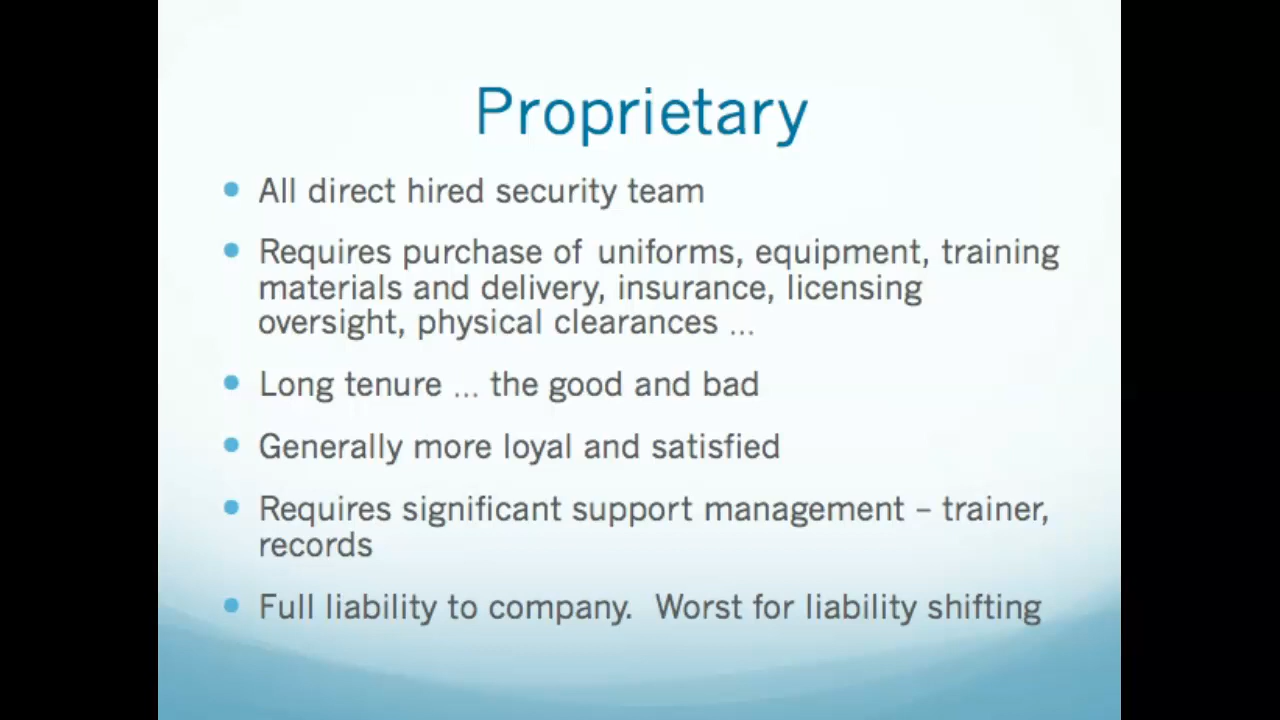 Proprietary
• All direct hired security team
• Requires purchase of uniforms, equipment, training
materials and delivery, insurance, licensing
oversight, physical clearances ...
• Long tenure ... the good and bad
• Generally more loyal and satisfied
• Requires significant support management – trainer,
records
• Full liability to company.  Worst for liability shifting